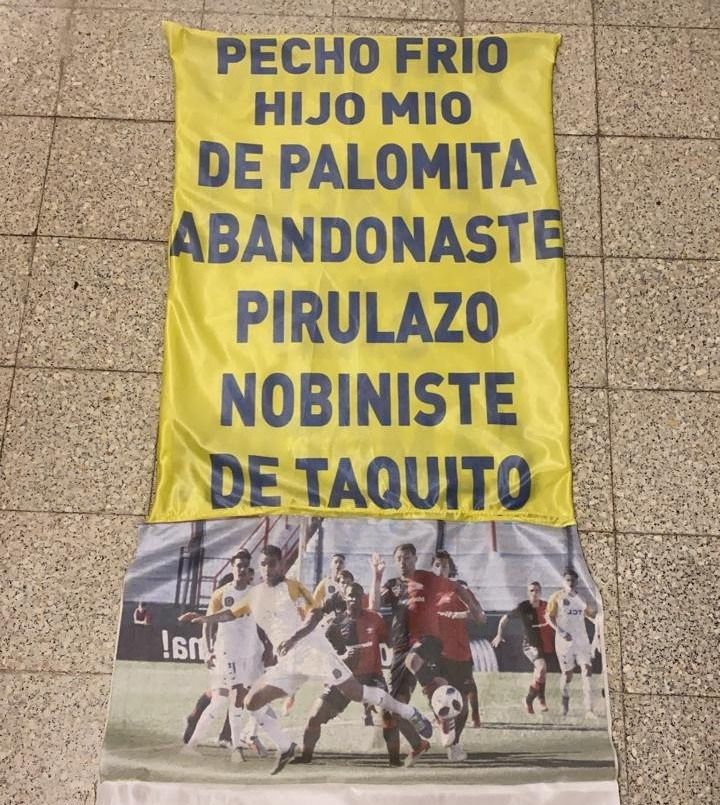 PECHO FRIO
HIJO MIO
DE PALOMITA
ABANDONASTE
PIRULAZO
NOBINISTE
DE TAQUITO